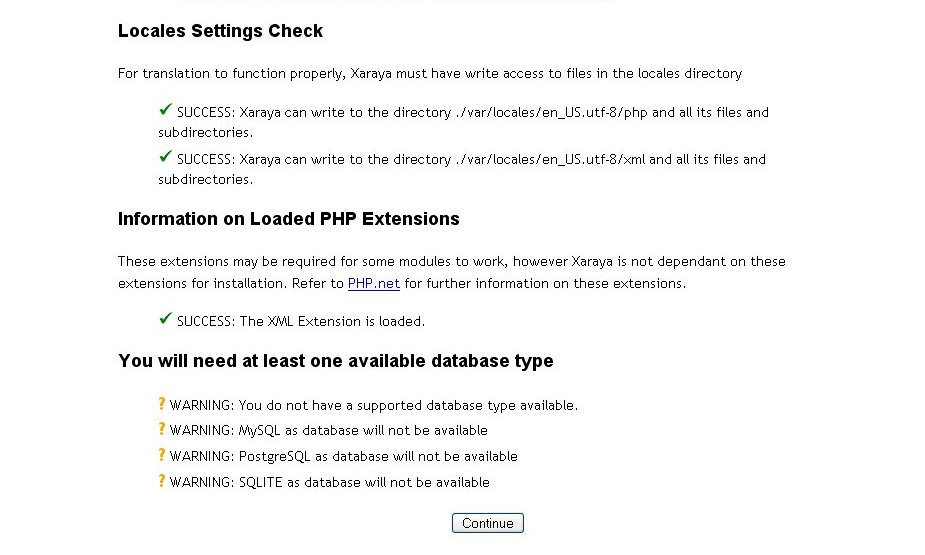 Locales Settings Check
For translation to function properly, Xaraya must have write access to files in the locales directory
SUCCESS: Xaraya can write to the directory ./var/locales/en_US.utf-8/php and all its files and
subdirectories.
SUCCESS: Xaraya can write to the directory ./var/locales/en_US.utf-8/xml and all its files and
subdirectories.
Information on Loaded PHP Extensions
These extensions may be required for some modules to work, however Xaraya is not dependant on these
extensions for installation. Refer to PHP.net for further information on these extensions.
SUCCESS: The XML Extension is loaded.
You will need at least one available database type
? WARNING: You do not have a supported database type available.
? WARNING: MySQL as database will not be available
? WARNING: PostgreSQL as database will not be available
? WARNING: SQLITE as database will not be available
Continue